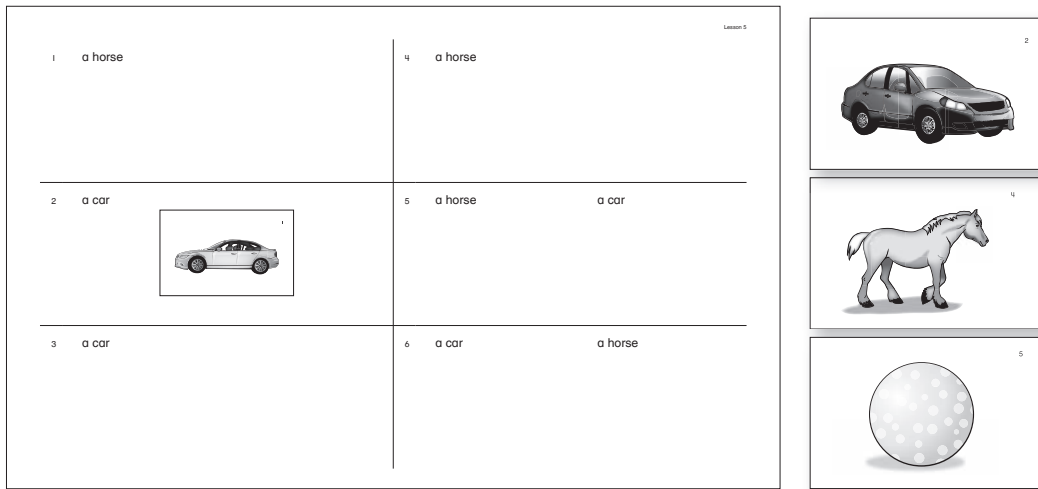 Lesson 5
1 a horse
4 a horse
2 a car
1
5 a horse a car
3 a car
6 a car a horse
2
4
5